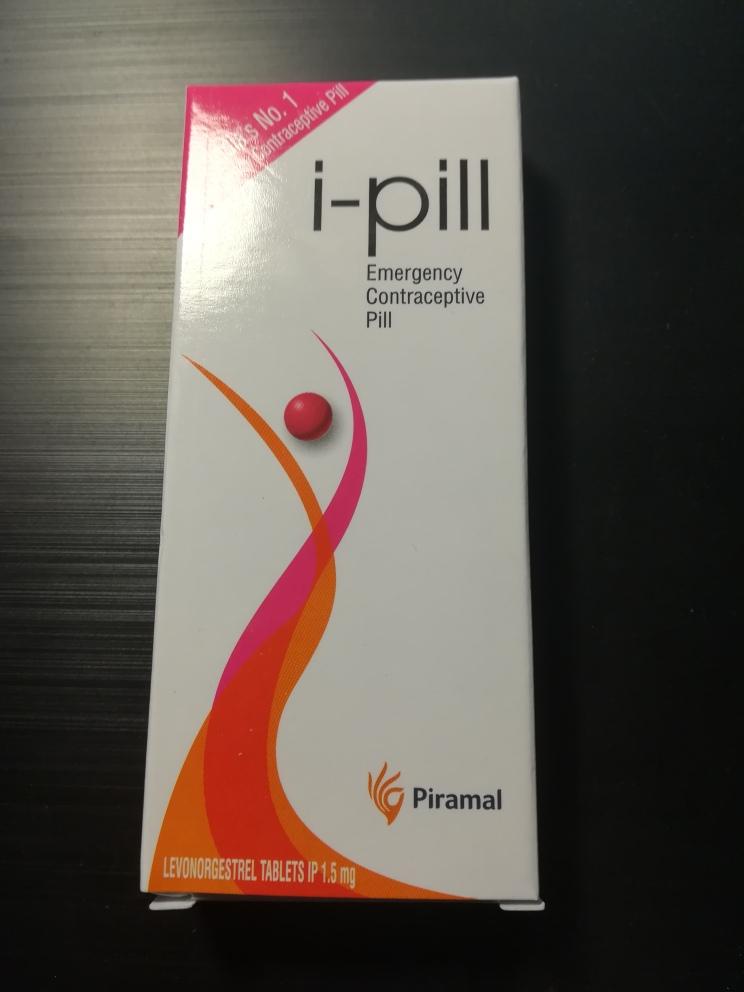 No. 1
Contraceptive Pill
i-pill
Emergency
Contraceptive
Pill
Piramal
LEVONORGESTREL TABLETS IP 1.5 mg